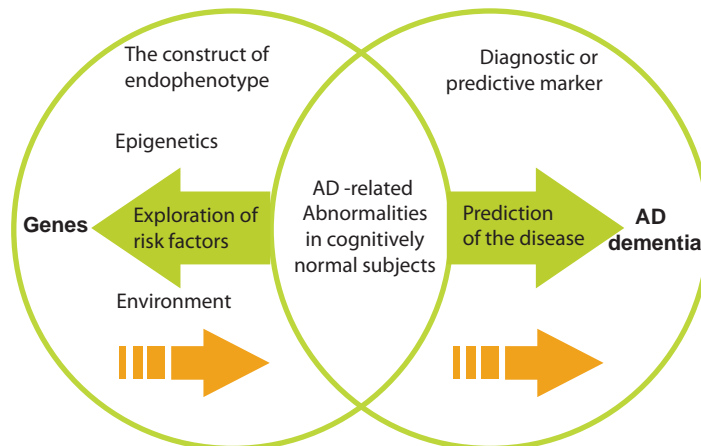 The construct of
endophenotype
Diagnostic or
predictive marker
Epigenetics
Genes
Exploration of
risk factors
AD -related
Abnormalities
in cognitively
normal subjects
Prediction
of the disease
AD
dementia
Environment